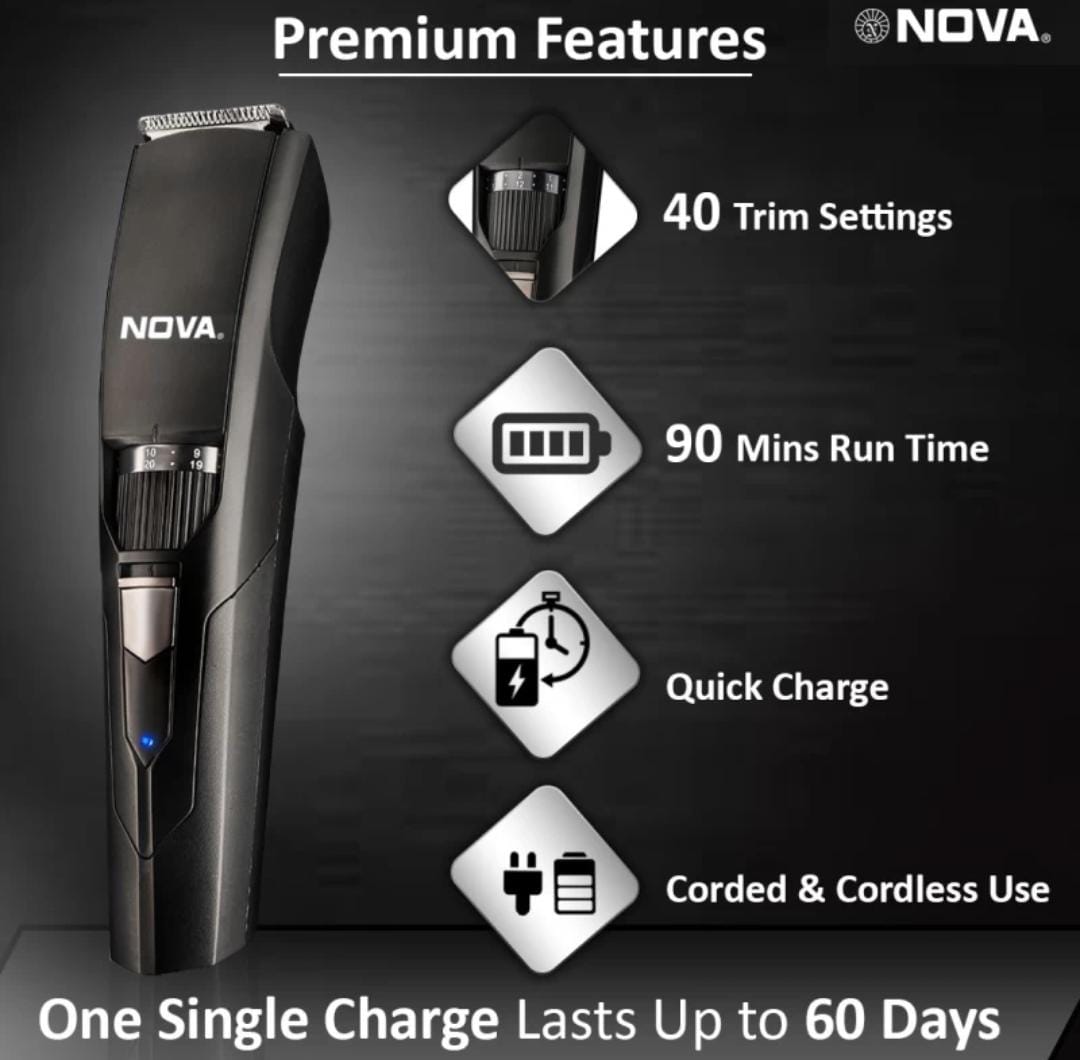 Premium Features
NOVA®
40 Trim Settings
NOVA®
90 Mins Run Time
10 · 9
20 · 19
Quick Charge
Corded & Cordless Use
One Single Charge Lasts Up to 60 Days